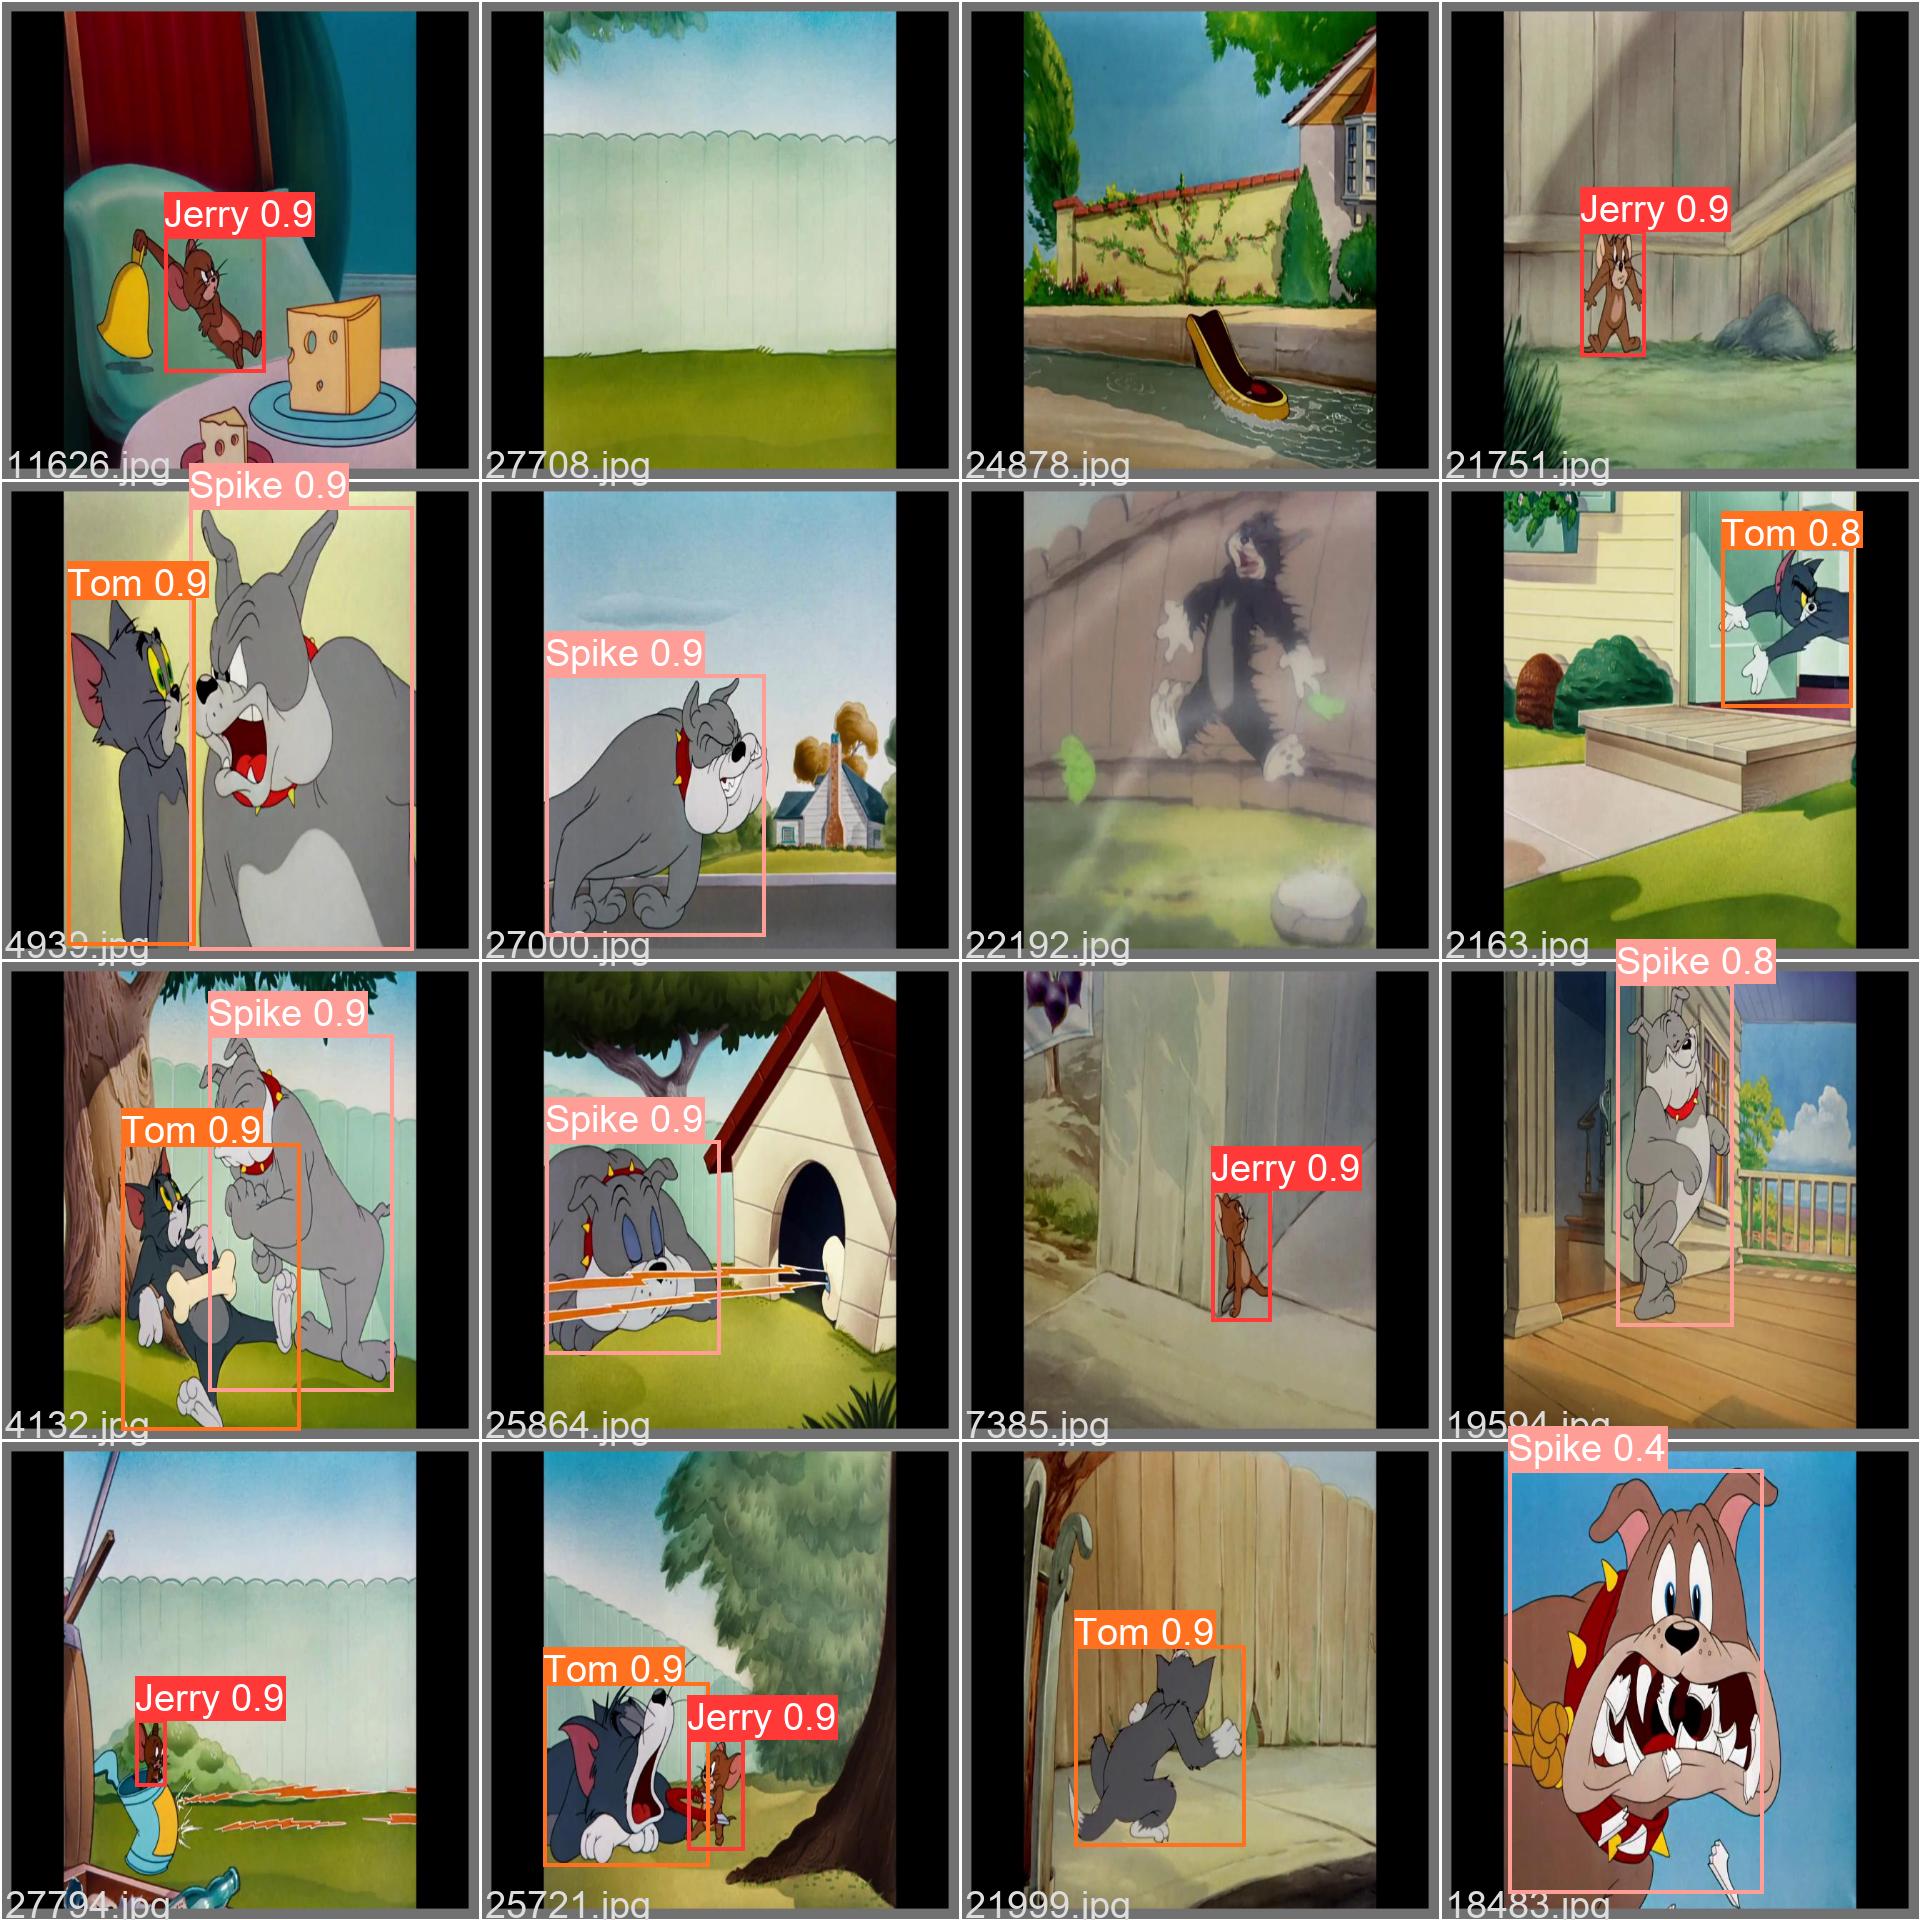 Jerry 0.9
11626.jpg
27708.jpg
24878.jpg
Jerry 0.9
21751.jpg
Spike 0.9
Tom 0.9
4939.jpg
Spike 0.9
27000.jpg
22192.jpg
Tom 0.8
2163.jpg
Spike 0.9
Tom 0.9
4132.jpg
Spike 0.9
25864.jpg
Jerry 0.9
7385.jpg
Spike 0.8
19594.jpg
Jerry 0.9
27794.jpg
Tom 0.9
Jerry 0.9
25721.jpg
Tom 0.9
21999.jpg
Spike 0.4
18483.jpg